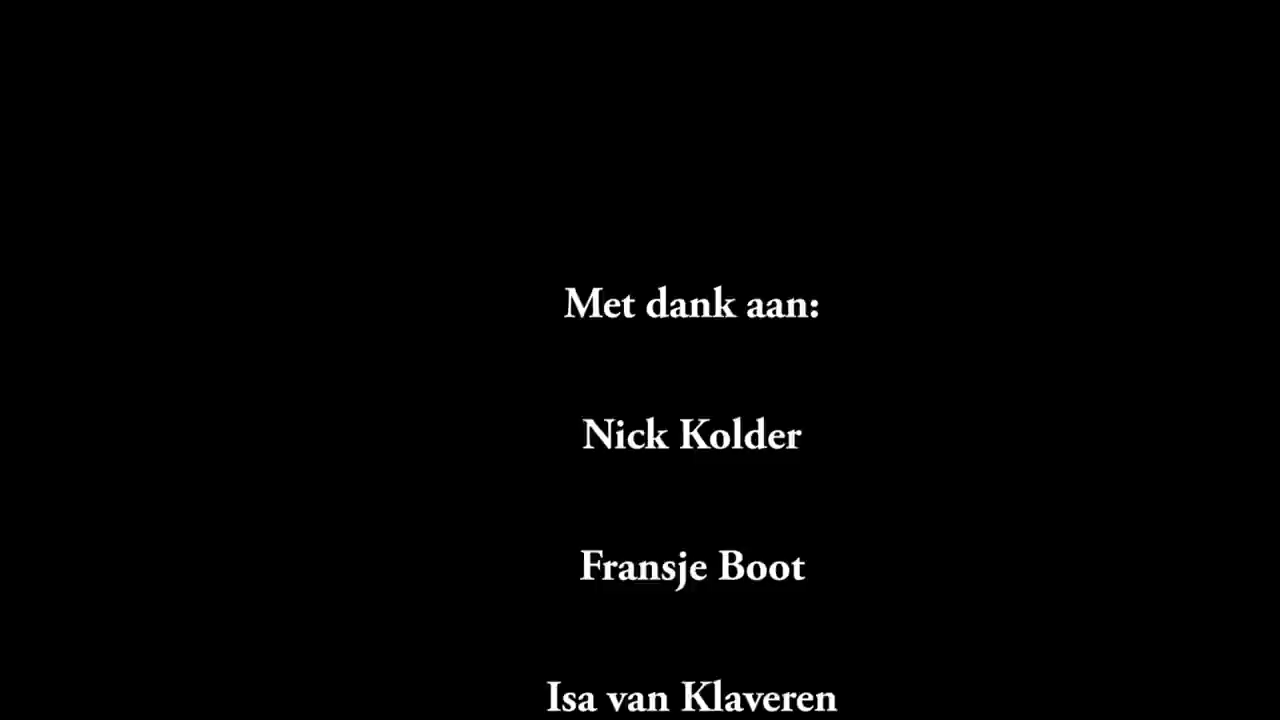 Met dank aan:
Nick Kolder
Fransje Boot
Isa van Klaveren